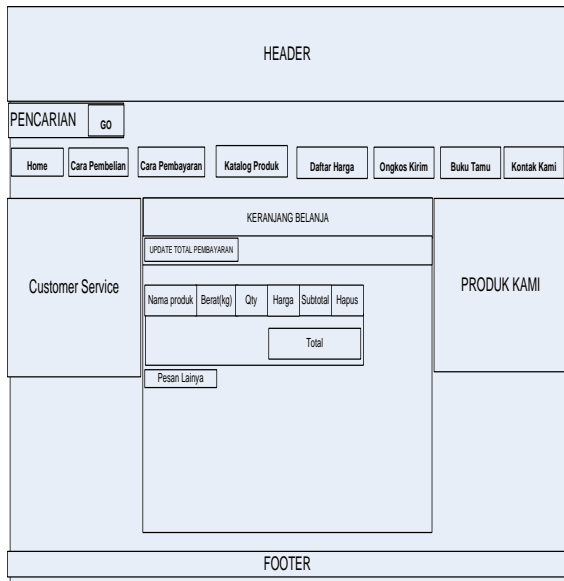 HEADER
PENCARIAN GO
Home Cara Pembelian Cara Pembayaran Katalog Produk Daftar Harga Ongkos Kirim Buku Tamu Kontak Kami
KERANJANG BELANJA
UPDATE TOTAL PEMBAYARAN
Customer Service
PRODUK KAMI
Nama produk Berat(kg) Qty Harga Subtotal Hapus
Total
Pesan Lainya
FOOTER